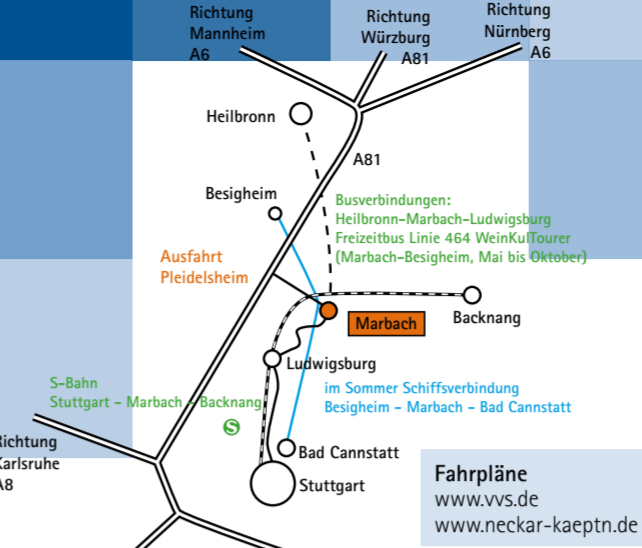 Richtung
Mannheim
A6
Richtung
Würzburg
A81
Richtung
Nürnberg
A6
Heilbronn
A81
Besigheim
Busverbindungen:
Heilbronn-Marbach-Ludwigsburg
Freizeitbus Linie 464 WeinKulTourer
(Marbach-Besigheim, Mai bis Oktober)
Ausfahrt
Pleidelsheim
Marbach
Backnang
Ludwigsburg
S-Bahn
Stuttgart - Marbach - Backnang
S
im Sommer Schiffsverbindung
Besigheim - Marbach - Bad Cannstatt
Richtung
Karlsruhe
A8
Bad Cannstatt
Stuttgart
Fahrpläne
www.vvs.de
www.neckar-kaeptn.de